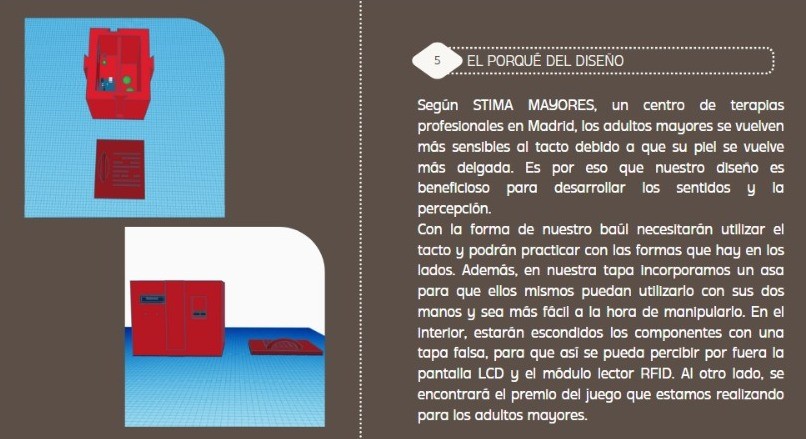 5
EL PORQUÉ DEL DISEÑO
Según STIMA MAYORES, un centro de terapias
profesionales en Madrid, los adultos mayores se vuelven
más sensibles al tacto debido a que su piel se vuelve
más delgada. Es por eso que nuestro diseño es
beneficioso para desarrollar los sentidos y la
percepción.
Con la forma de nuestro baúl necesitarán utilizar el
tacto y podrán practicar con las formas que hay en los
lados. Además, en nuestra tapa incorporamos un asa
para que ellos mismos puedan utilizarlo con sus dos
manos y sea más fácil a la hora de manipularlo. En el
interior, estarán escondidos los componentes con una
tapa falsa, para que así se pueda percibir por fuera la
pantalla LCD y el módulo lector RFID. Al otro lado, se
encontrará el premio del juego que estamos realizando
para los adultos mayores.